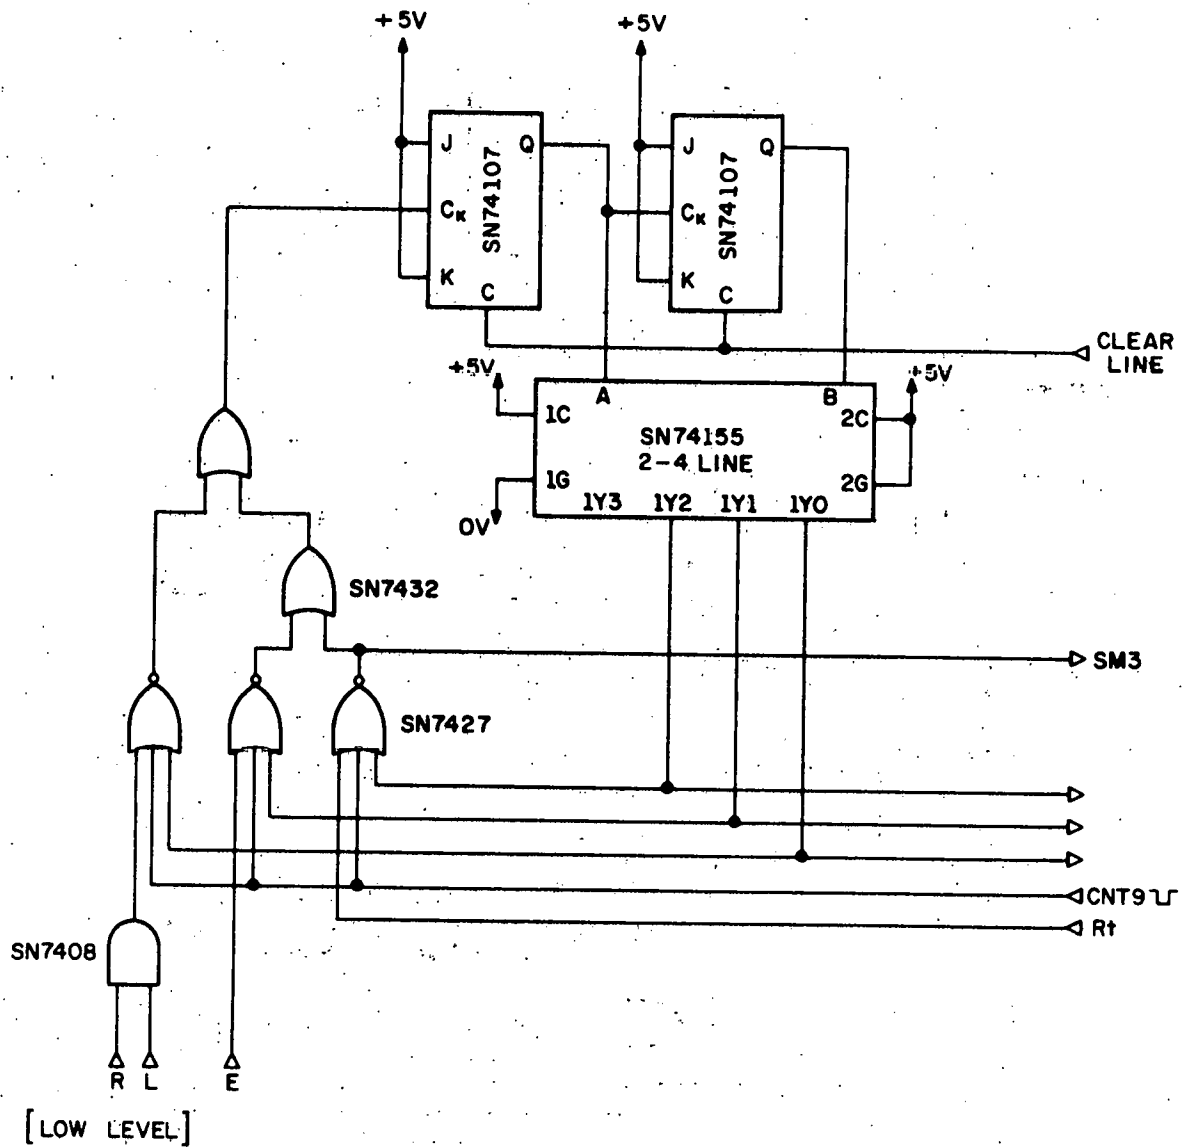 +5V
+5V
J
Q
CK
K
C
SN74107
J
Q
CK
K
C
SN74107
CLEAR
LINE
+5V
+5V
A
B
1C
2C
SN74155
2-4 LINE
1G
2G
1Y3
1Y2
1Y1
1Y0
0V
SN7432
SM3
SN7427
CNT9
R↑
SN7408
R
L
E
[LOW LEVEL]